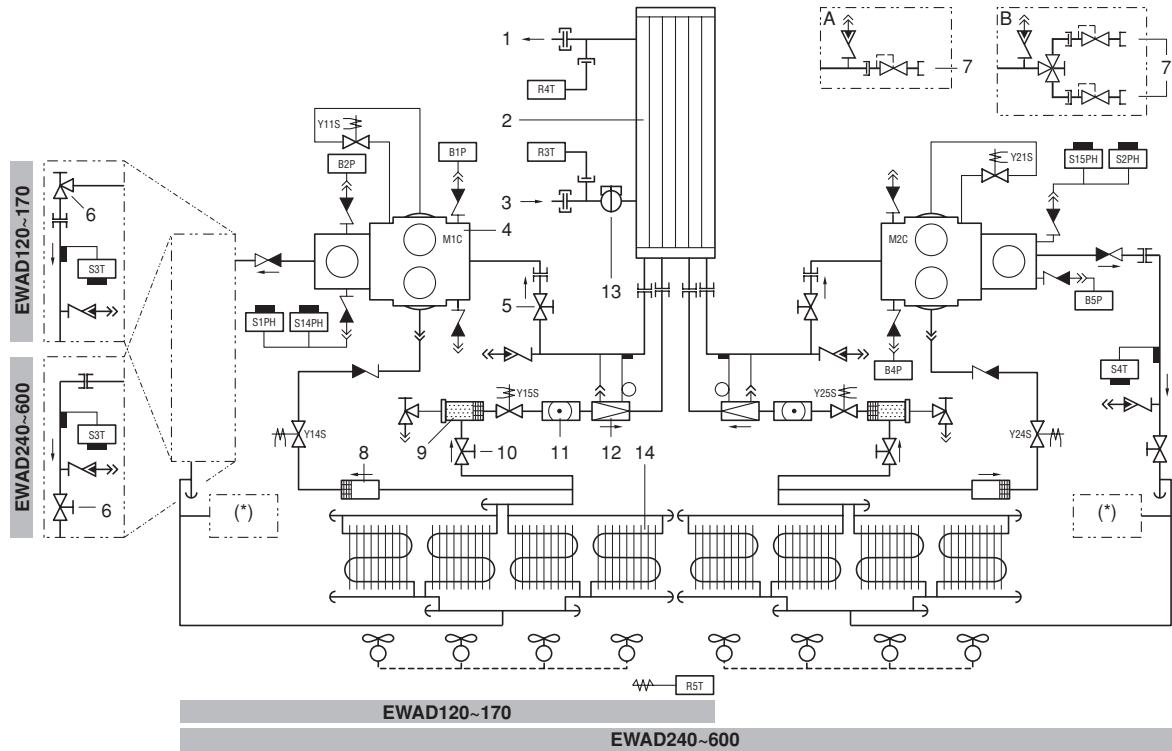 1
R4T
2
R3T
3
13
A
7
B
7
Y11S
B2P
B1P
4
M1C
S1PH
S14PH
5
EWAD120~170
6
S3T
EWAD240~600
S3T
6
(*)
Y14S
8
9
Y15S
10
11
12
14
Y21S
S15PH
S2PH
M2C
B5P
B4P
S4T
Y25S
Y24S
(*)
R5T
EWAD120~170
EWAD240~600